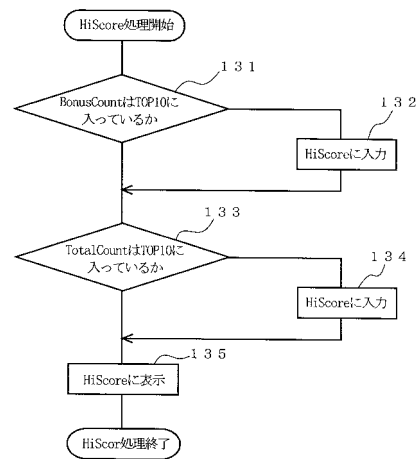 HiScore処理開始
131
BonusCountはTOP10に
入っているか
132
HiScoreに入力
133
TotalCountはTOP10に
入っているか
134
HiScoreに入力
135
HiScoreに表示
HiScor処理終了